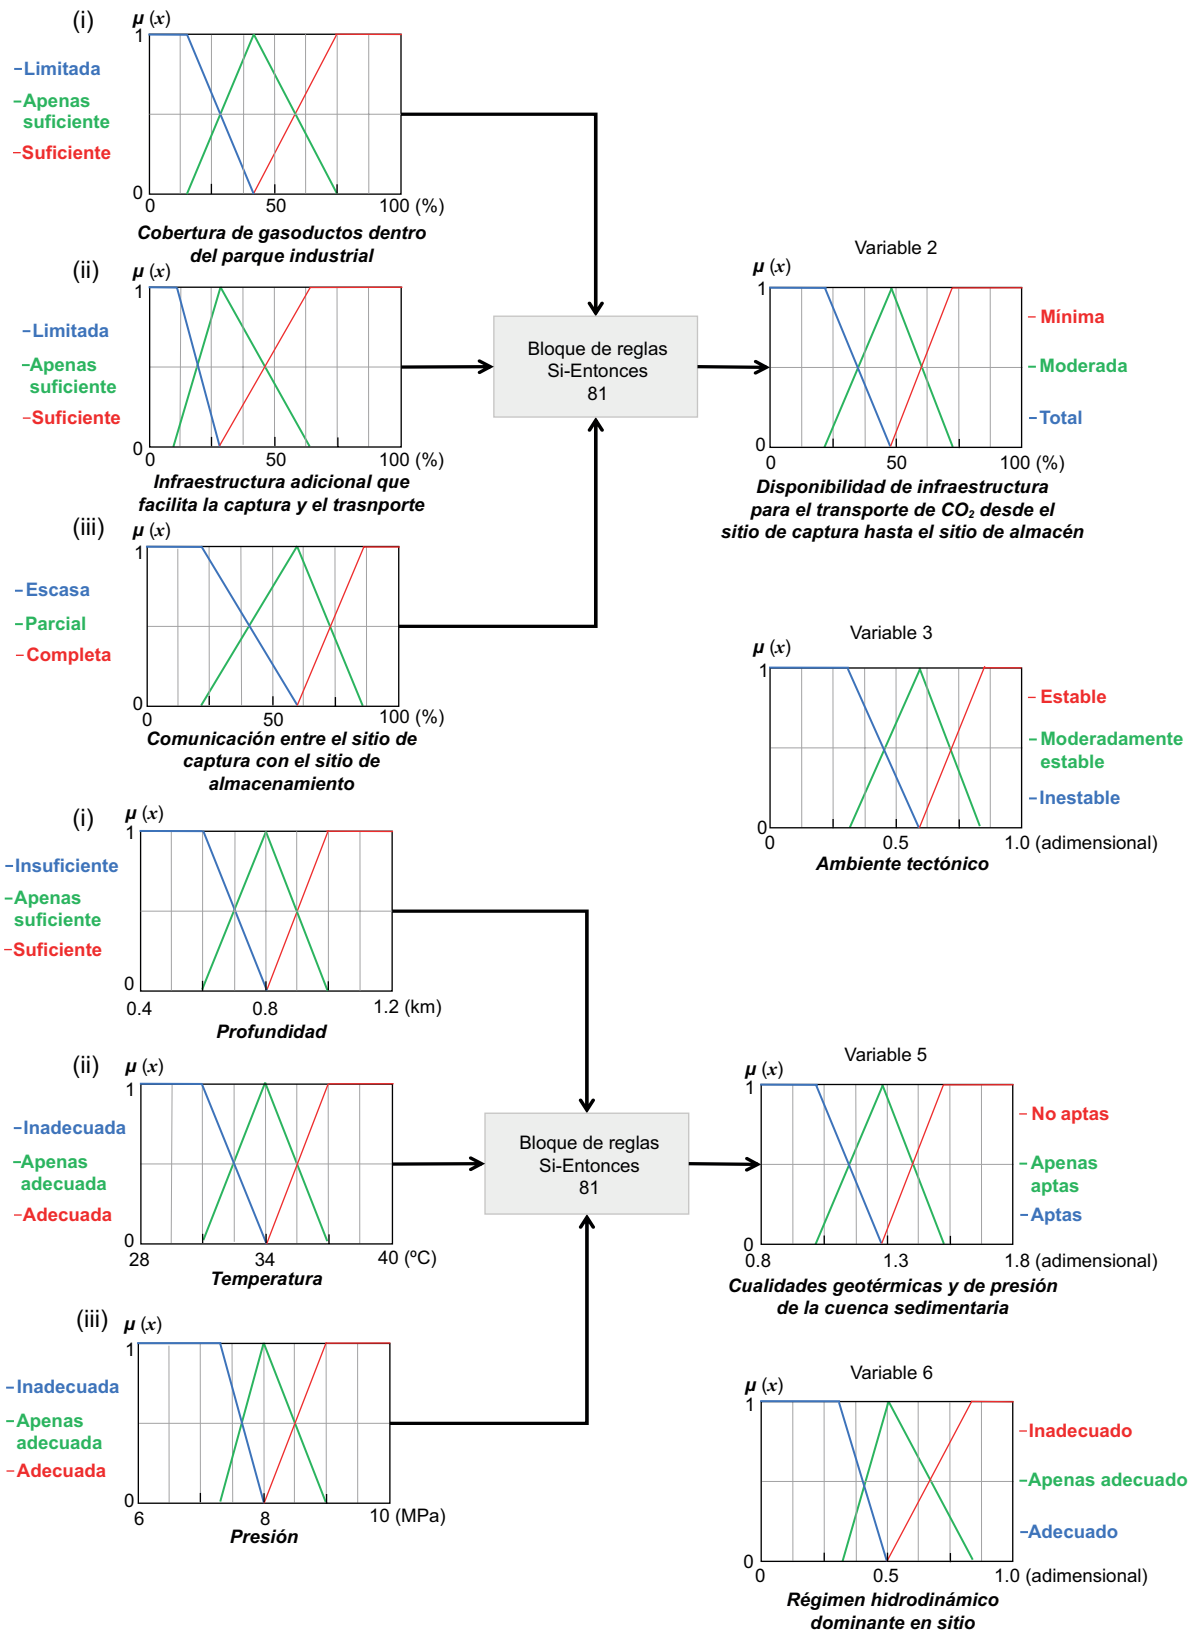 (i)
μ (x)
1
Limitada
Apenas
suficiente
Suficiente
0
0
50
100 (%)
Cobertura de gasoductos dentro
del parque industrial
(ii)
μ (x)
1
Limitada
Apenas
suficiente
Suficiente
0
0
50
100 (%)
Infraestructura adicional que
facilita la captura y el trasnporte
(iii)
μ (x)
1
Escasa
Parcial
Completa
0
0
50
100 (%)
Comunicación entre el sitio de
captura con el sitio de
almacenamiento
Bloque de reglas
Si-Entonces
81
Variable 2
μ (x)
1
Mínima
Moderada
Total
0
0
50
100 (%)
Disponibilidad de infraestructura
para el transporte de CO₂ desde el
sitio de captura hasta el sitio de almacén
Variable 3
μ (x)
1
Estable
Moderadamente
estable
Inestable
0
0
0.5
1.0 (adimensional)
Ambiente tectónico
(i)
μ (x)
1
Insuficiente
Apenas
suficiente
Suficiente
0
0.4
0.8
1.2 (km)
Profundidad
(ii)
μ (x)
1
Inadecuada
Apenas
adecuada
Adecuada
0
28
34
40 (ºC)
Temperatura
(iii)
μ (x)
1
Inadecuada
Apenas
adecuada
Adecuada
0
6
8
10 (MPa)
Presión
Bloque de reglas
Si-Entonces
81
Variable 5
μ (x)
1
No aptas
Apenas
aptas
Aptas
0
0.8
1.3
1.8 (adimensional)
Cualidades geotérmicas y de presión
de la cuenca sedimentaria
Variable 6
μ (x)
1
Inadecuado
Apenas adecuado
Adecuado
0
0
0.5
1.0 (adimensional)
Régimen hidrodinámico
dominante en sitio